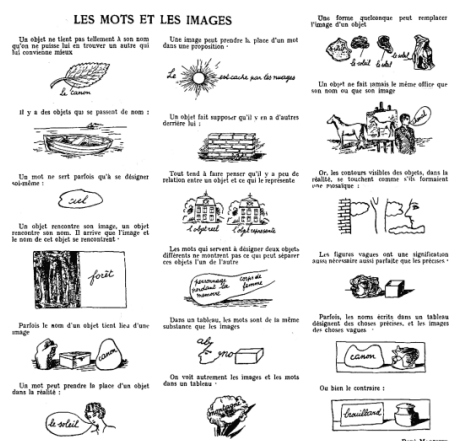 LES MOTS ET LES IMAGES
Un objet ne tient pas tellement à son nom
qu'on ne puisse lui en trouver un autre qui
lui convienne mieux
le canon
il y a des objets qui se passent de nom :
Un mot ne sert parfois qu'à se désigner
soi-même :
ciel
Un objet rencontre son image, un objet
rencontre son nom. Il arrive que l'image et
le nom de cet objet se rencontrent
forêt
Parfois le nom d'un objet tient lieu d'une
image
canon
Un mot peut prendre la place d'un objet
dans la réalité :
le soleil
Une image peut prendre la place d'un mot
dans une proposition
Le
est caché par les nuages
Un objet fait supposer qu'il y en a d'autres
derrière lui :
Tout tend à faire penser qu'il y a peu de
relation entre un objet et ce qui le représente
l'objet réel
l'objet représenté
Les mots qui servent à désigner deux objets
différents ne montrent pas ce qui peut séparer
ces objets l'un de l'autre
personnage
perdant la
mémoire
corps de
femme
Dans un tableau, les mots sont de la même
substance que les images
On voit autrement les images et les mots
dans un tableau
montagne
Une forme quelconque peut remplacer
l'image d'un objet
le soleil
le soleil
le soleil
Un objet ne fait jamais le même office que
son nom ou que son image
cheval
Or, les contours visibles des objets, dans la
réalité, se touchent comme s'ils formaient
une mosaïque :
Les figures vagues ont une signification
aussi nécessaire aussi parfaite que les précises
Parfois, les noms écrits dans un tableau
désignent des choses précises, et les images
des choses vagues
canon
Ou bien le contraire :
brouillard